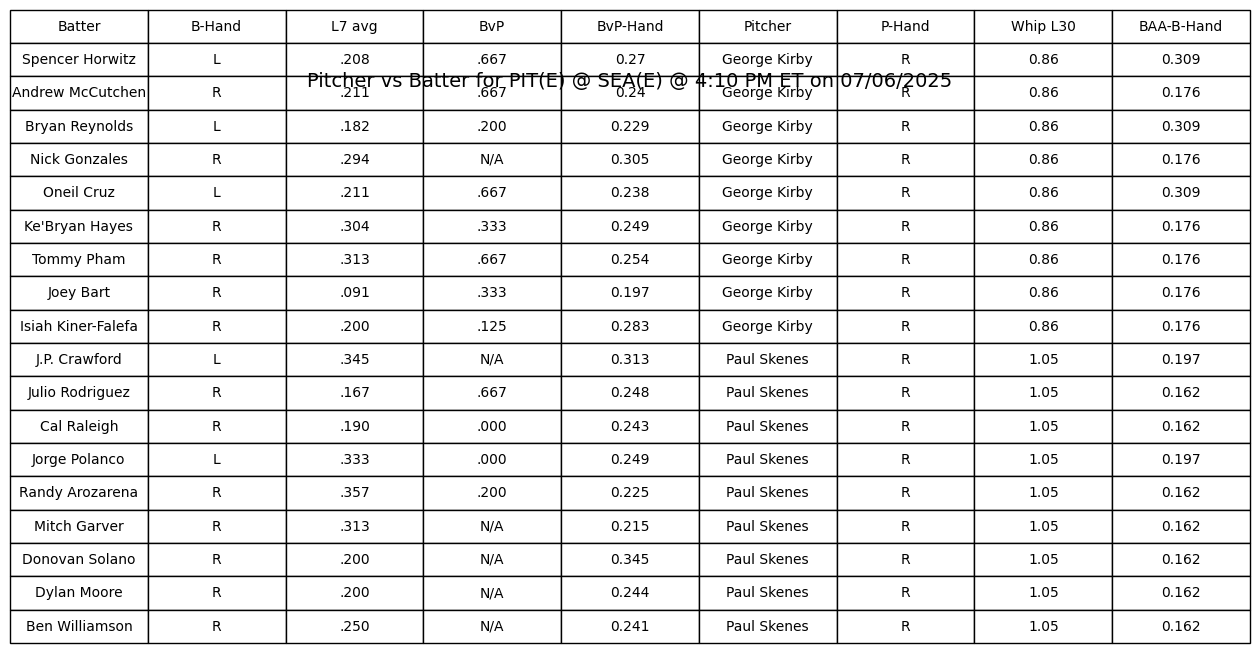 Batter B-Hand L7 avg BvP BvP-Hand Pitcher P-Hand Whip L30 BAA-B-Hand
Spencer Horwitz L .208 .667 0.27 George Kirby R 0.86 0.309
Pitcher vs Batter for PIT(E) @ SEA(E) @ 4:10 PM ET on 07/06/2025
Andrew McCutchen R .211 .667 0.24 George Kirby R 0.86 0.176
Bryan Reynolds L .182 .200 0.229 George Kirby R 0.86 0.309
Nick Gonzales R .294 N/A 0.305 George Kirby R 0.86 0.176
Oneil Cruz L .211 .667 0.238 George Kirby R 0.86 0.309
Ke'Bryan Hayes R .304 .333 0.249 George Kirby R 0.86 0.176
Tommy Pham R .313 .667 0.254 George Kirby R 0.86 0.176
Joey Bart R .091 .333 0.197 George Kirby R 0.86 0.176
Isiah Kiner-Falefa R .200 .125 0.283 George Kirby R 0.86 0.176
J.P. Crawford L .345 N/A 0.313 Paul Skenes R 1.05 0.197
Julio Rodriguez R .167 .667 0.248 Paul Skenes R 1.05 0.162
Cal Raleigh R .190 .000 0.243 Paul Skenes R 1.05 0.162
Jorge Polanco L .333 .000 0.249 Paul Skenes R 1.05 0.197
Randy Arozarena R .357 .200 0.225 Paul Skenes R 1.05 0.162
Mitch Garver R .313 N/A 0.215 Paul Skenes R 1.05 0.162
Donovan Solano R .200 N/A 0.345 Paul Skenes R 1.05 0.162
Dylan Moore R .200 N/A 0.244 Paul Skenes R 1.05 0.162
Ben Williamson R .250 N/A 0.241 Paul Skenes R 1.05 0.162